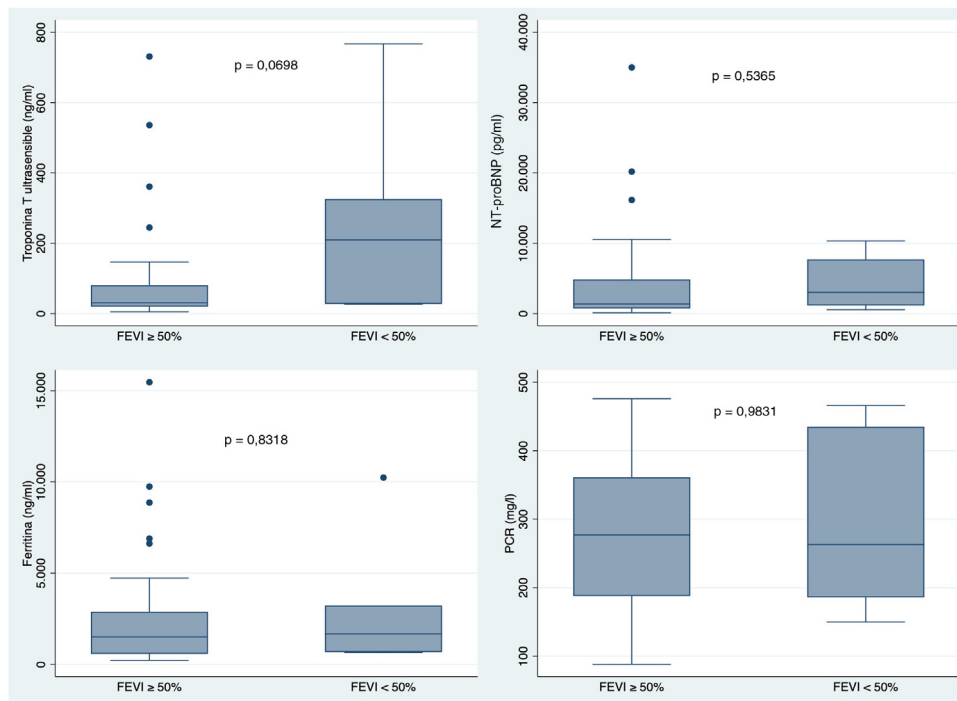 Troponina T ultrasensible (ng/ml)
800
600
400
200
0
p = 0,0698
FEVI ≥ 50%
FEVI < 50%
NT-proBNP (pg/ml)
40.000
30.000
20.000
10.000
0
p = 0,5365
FEVI ≥ 50%
FEVI < 50%
Ferritina (ng/ml)
15.000
10.000
5.000
0
p = 0,8318
FEVI ≥ 50%
FEVI < 50%
PCR (mg/l)
500
400
300
200
100
p = 0,9831
FEVI ≥ 50%
FEVI < 50%